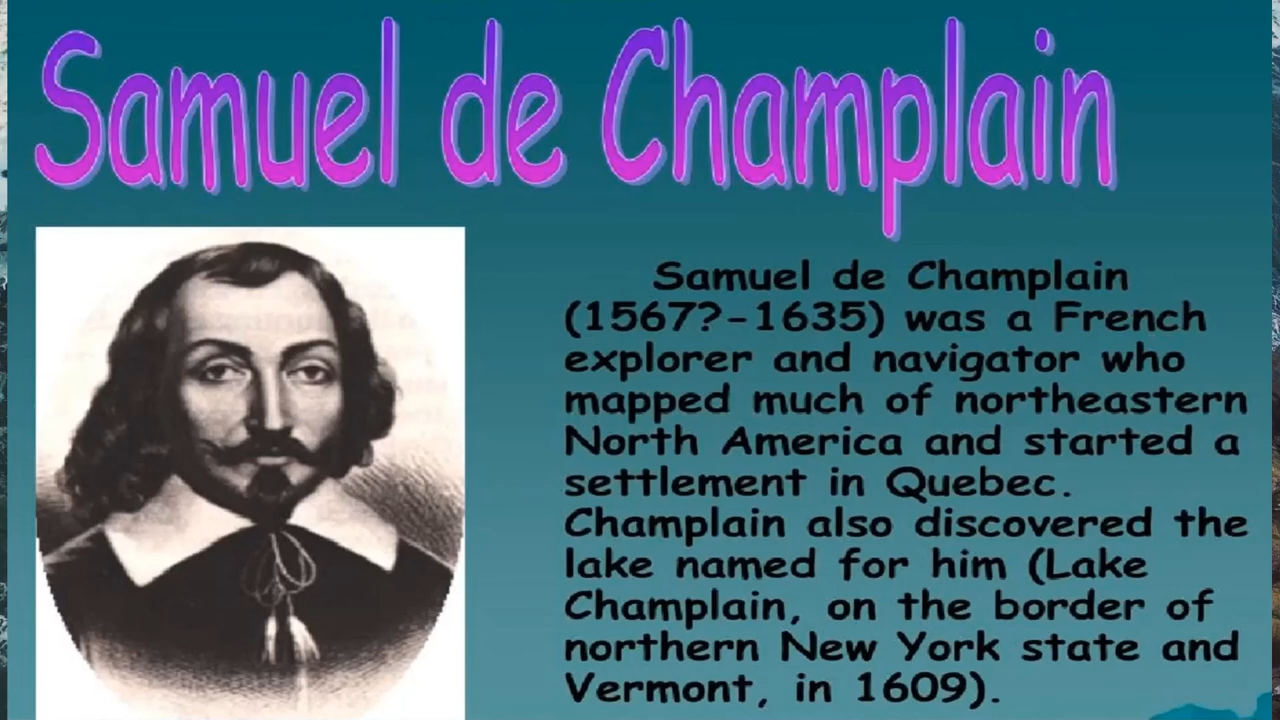 Samuel de Champlain
Samuel de Champlain
(1567?-1635) was a French
explorer and navigator who
mapped much of northeastern
North America and started a
settlement in Quebec.
Champlain also discovered the
lake named for him (Lake
Champlain, on the border of
northern New York state and
Vermont, in 1609).